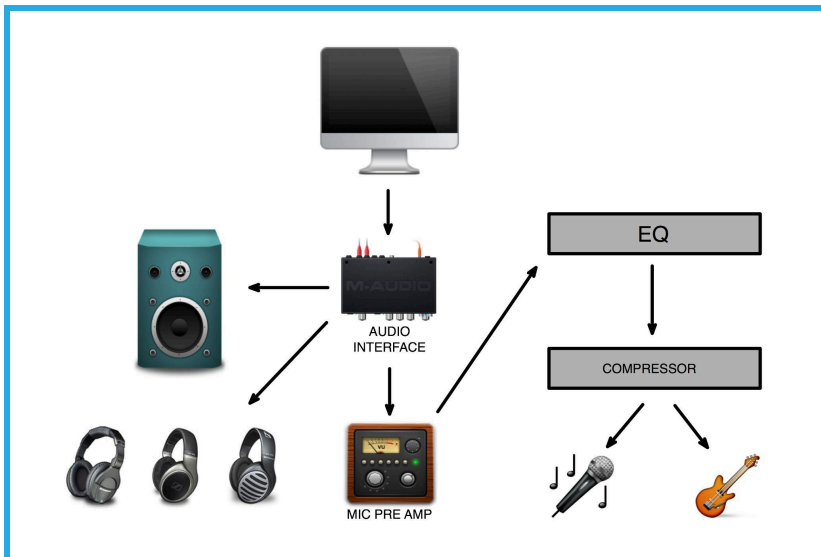 EQ
M-AUDIO
AUDIO
INTERFACE
COMPRESSOR
VU
MIC PRE AMP